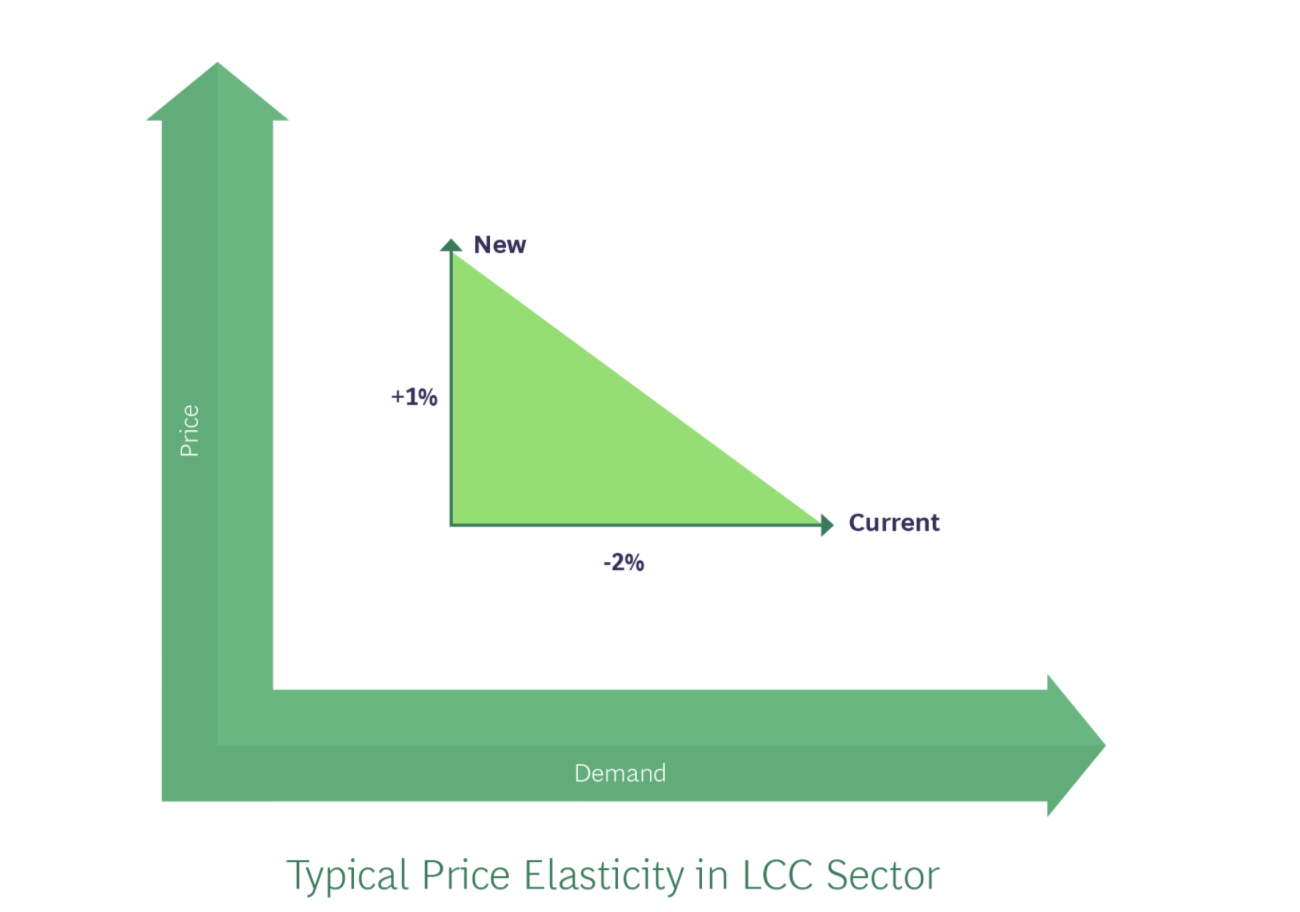 New
+1%
Price
Current
-2%
Demand
Typical Price Elasticity in LCC Sector